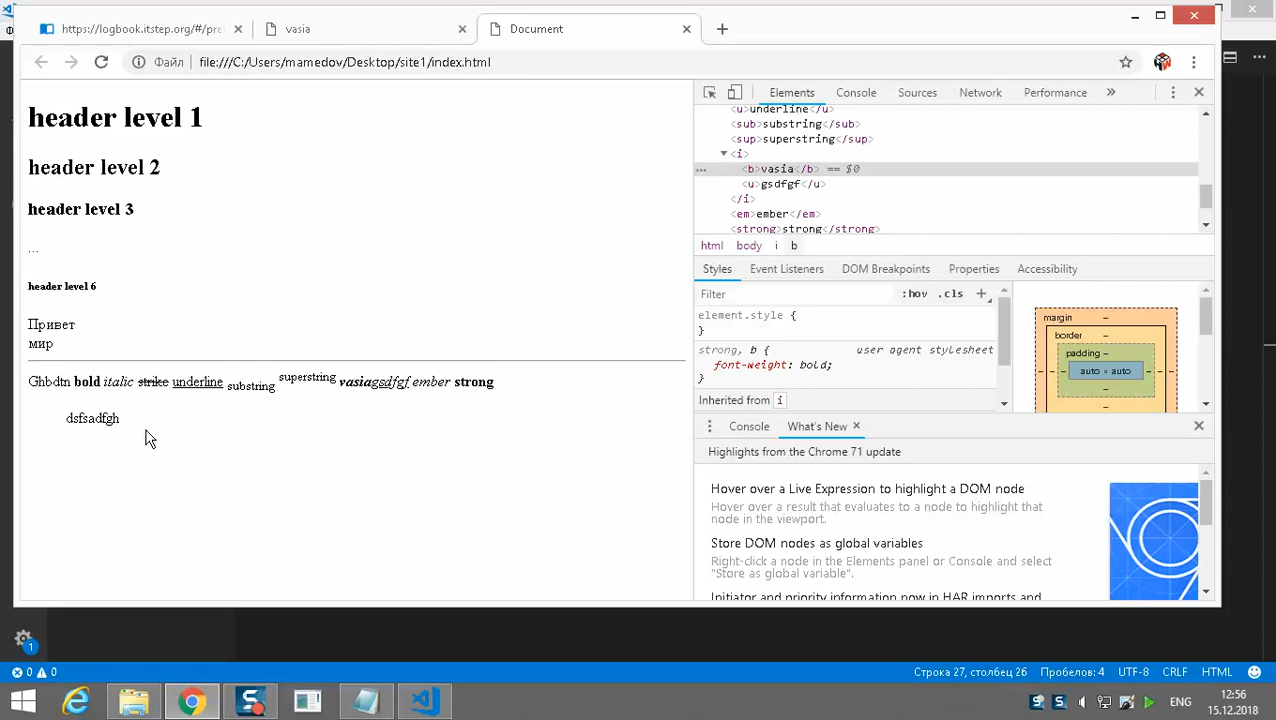 https://logbook.itstep.org/#/pre
vasia
Document
Файл
file:///C:/Users/mamedov/Desktop/site1/index.html
header level 1
header level 2
header level 3
...
header level 6
Привет
мир
Ghbdtn bold italic strike underline substring superstring vasiagsdfgf ember strong
dsfsadfgh
Elements Console Sources Network Performance »
<u>underline</u>
<sub>substring</sub>
<sup>superstring</sup>
<i>
... <b>vasia</b> == $0
<u>gsdfgf</u>
</i>
<em>ember</em>
<strong>strong</strong>
html body i b
Styles Event Listeners DOM Breakpoints Properties Accessibility
Filter :hov .cls +
element.style {
}
strong, b { user agent stylesheet
font-weight: bold;
}
Inherited from i
margin –
border –
padding –
– – – auto × auto – – –
–
–
Console What's New ×
Highlights from the Chrome 71 update
Hover over a Live Expression to highlight a DOM node
Hover over a result that evaluates to a node to highlight that
node in the viewport.
Store DOM nodes as global variables
Right-click a node in the Elements panel or Console and select
"Store as global variable".
Initiator and priority information now in HAR imports and
1
0 0
Строка 27, столбец 26 Пробелов: 4 UTF-8 CRLF HTML
ENG
12:56
15.12.2018